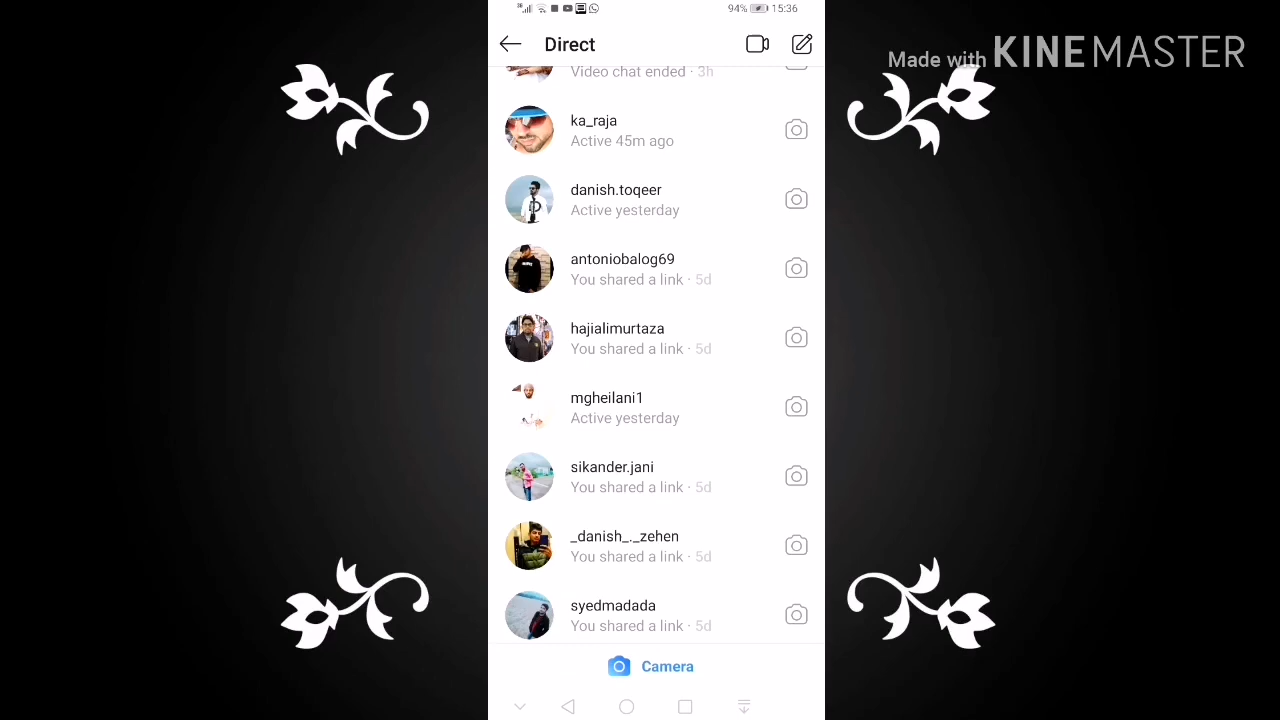 3G 94% 15:36
Direct
Made with KINEMASTER
Video chat ended · 3h
ka_raja
Active 45m ago
danish.toqeer
Active yesterday
antoniobalog69
You shared a link · 5d
hajialimurtaza
You shared a link · 5d
mgheilani1
Active yesterday
sikander.jani
You shared a link · 5d
_danish_._zehen
You shared a link · 5d
syedmadada
You shared a link · 5d
Camera